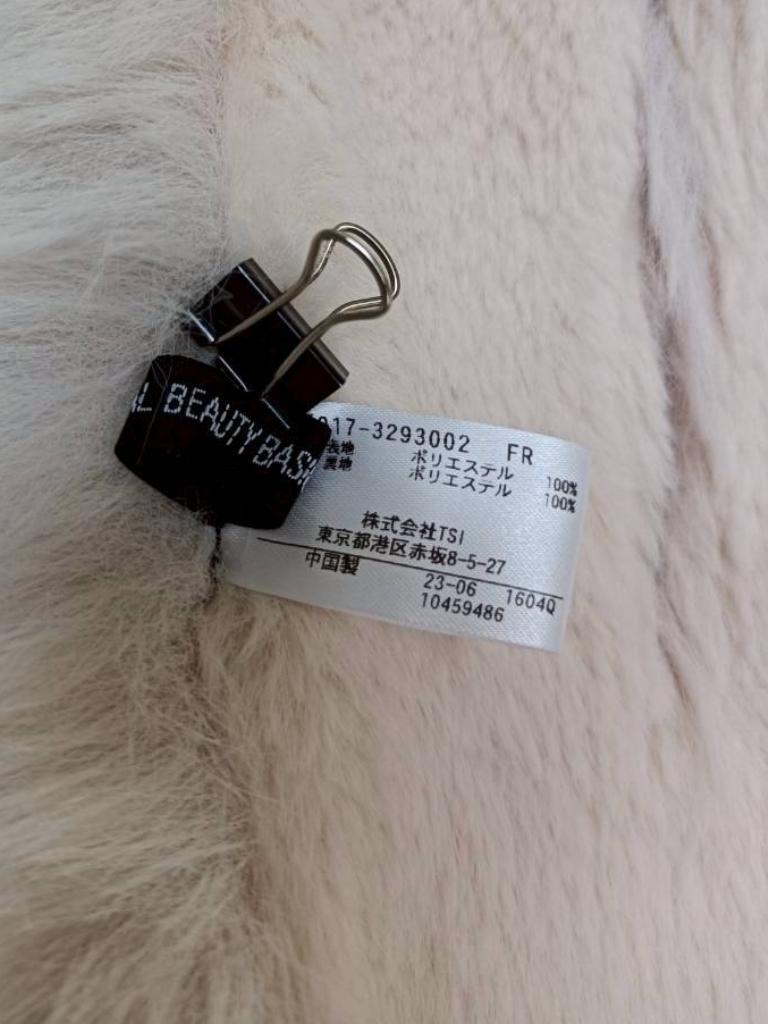 BEAUTY BAS
017-3293002 FR
表地 ポリエステル 100%
裏地 ポリエステル 100%
株式会社TSI
東京都港区赤坂8-5-27
中国製 23-06 1604Q
10459486